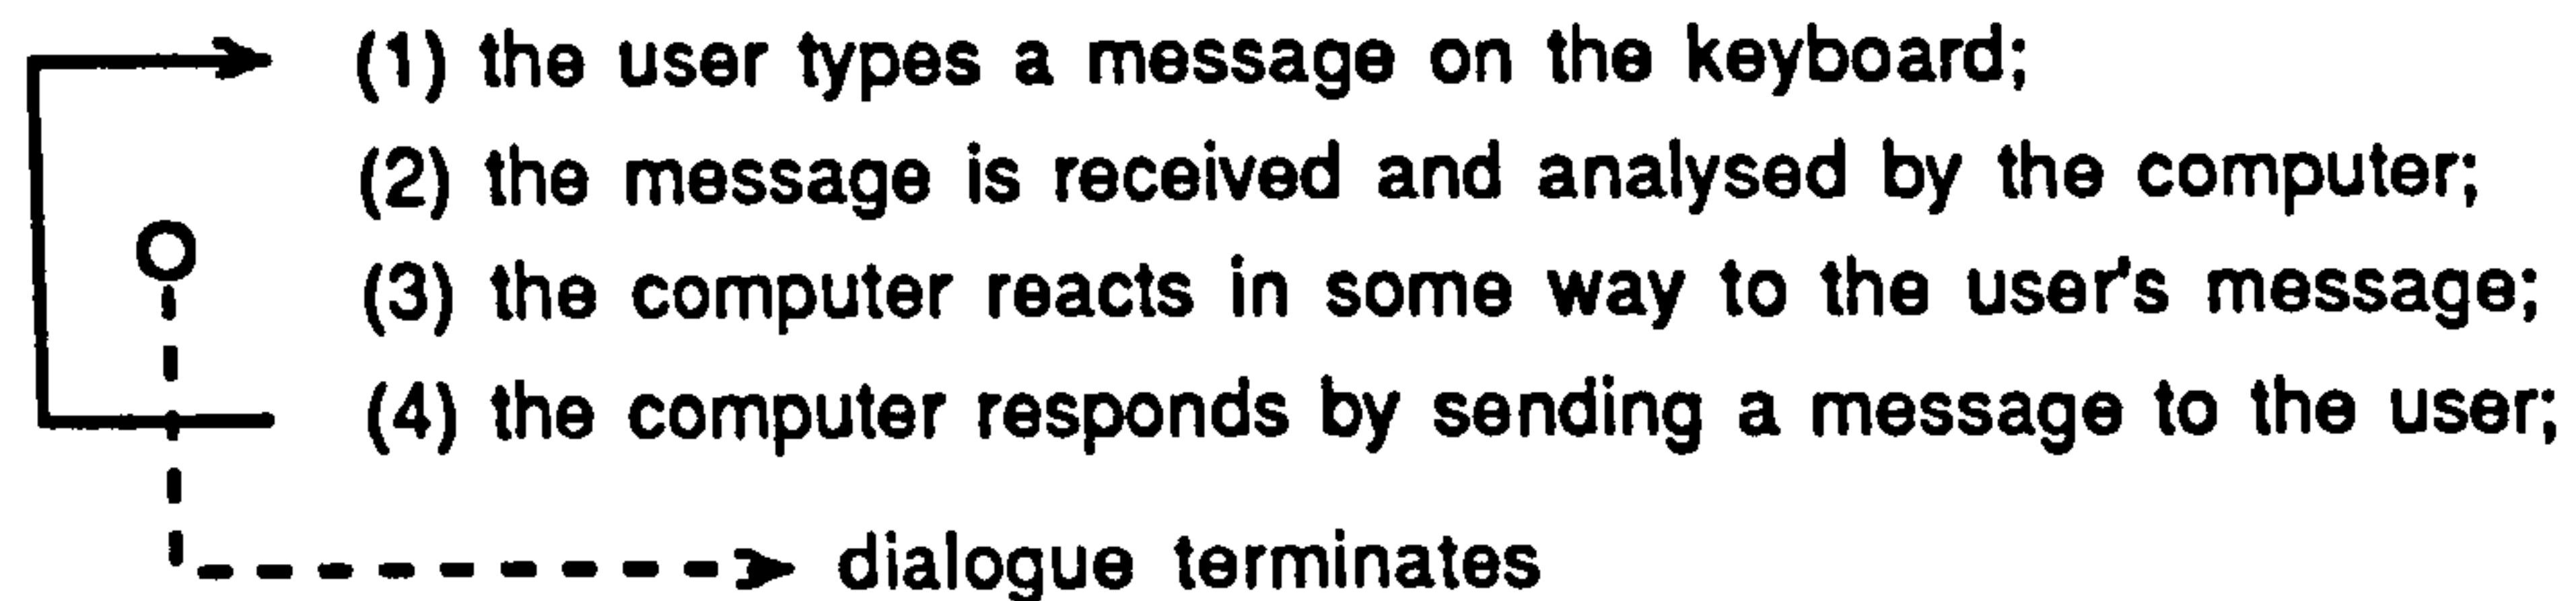 (1) the user types a message on the keyboard;
(2) the message is received and analysed by the computer;
(3) the computer reacts in some way to the user's message;
(4) the computer responds by sending a message to the user;
dialogue terminates